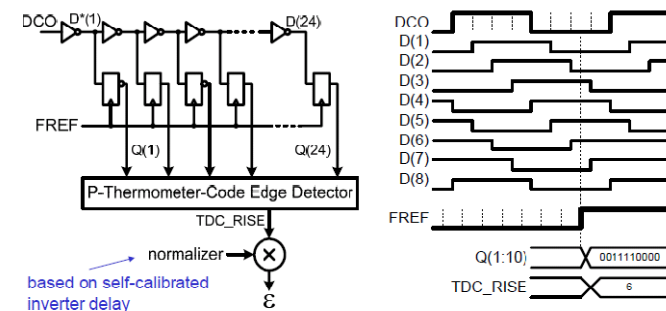 DCO D*(1) D(24)
FREF
Q(1) Q(24)
P-Thermometer-Code Edge Detector
TDC_RISE
normalizer
×
based on self-calibrated
inverter delay
ε
DCO
D(1)
D(2)
D(3)
D(4)
D(5)
D(6)
D(7)
D(8)
FREF
Q(1:10) 0011110000
TDC_RISE 6